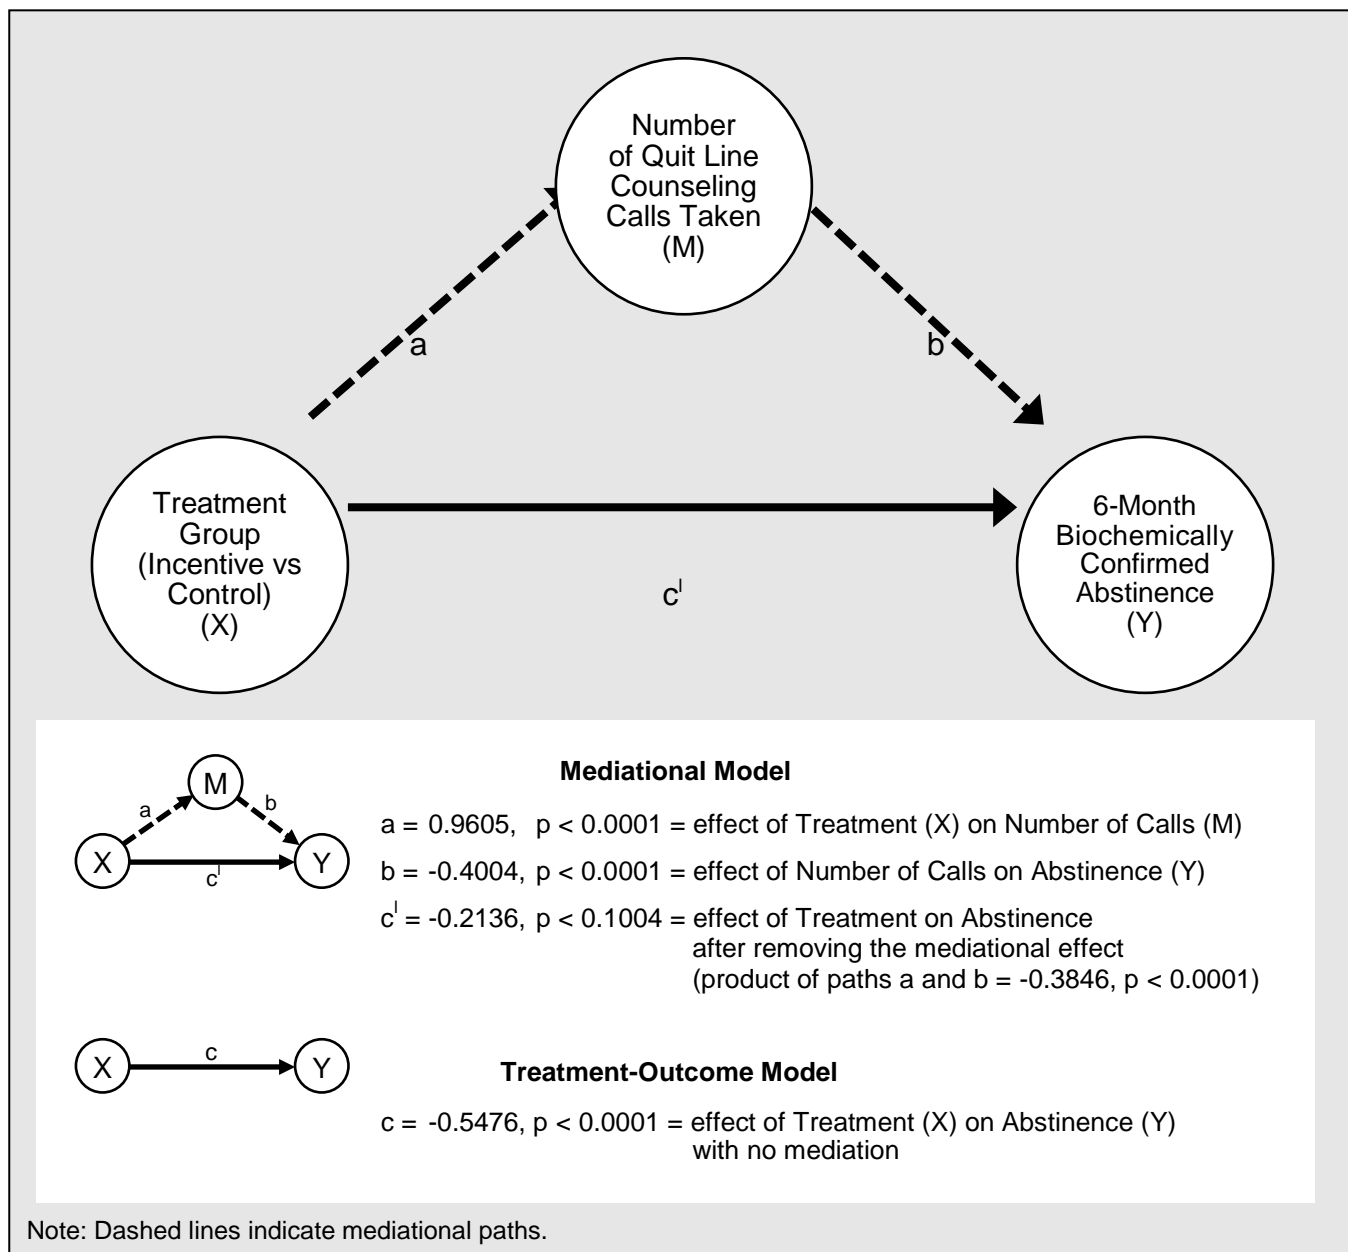 Number
of Quit Line
Counseling
Calls Taken
(M)
a
b
Treatment
Group
(Incentive vs
Control)
(X)
6-Month
Biochemically
Confirmed
Abstinence
(Y)
c|
M
a
b
X
Y
c|
Mediational Model
a = 0.9605, p < 0.0001 = effect of Treatment (X) on Number of Calls (M)
b = -0.4004, p < 0.0001 = effect of Number of Calls on Abstinence (Y)
c| = -0.2136, p < 0.1004 = effect of Treatment on Abstinence
after removing the mediational effect
(product of paths a and b = -0.3846, p < 0.0001)
X
c
Y
Treatment-Outcome Model
c = -0.5476, p < 0.0001 = effect of Treatment (X) on Abstinence (Y)
with no mediation
Note: Dashed lines indicate mediational paths.